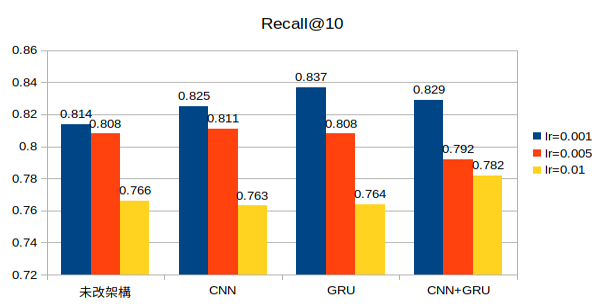 Recall@10
0.86
0.84
0.82
0.8
0.78
0.76
0.74
0.72
0.814
0.808
0.766
0.825
0.811
0.763
0.837
0.808
0.764
0.829
0.792
0.782
未改架構
CNN
GRU
CNN+GRU
lr=0.001
lr=0.005
lr=0.01